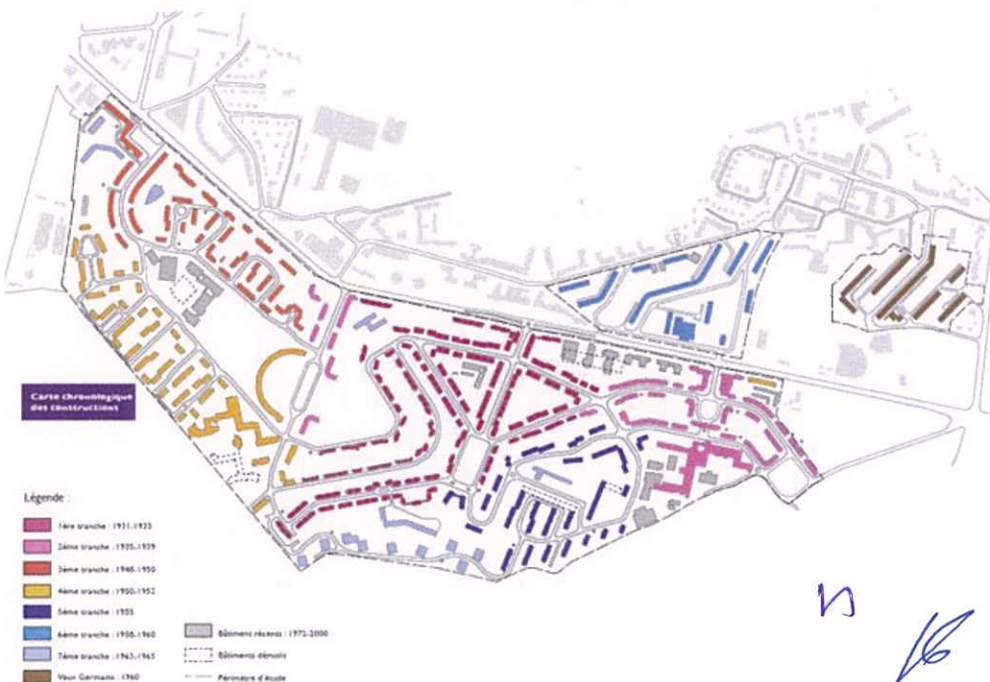 Carte chronologique
des constructions
Légende :
1ère tranche : 1931-1933
2ème tranche : 1935-1939
3ème tranche : 1948-1950
4ème tranche : 1950-1952
5ème tranche : 1955
6ème tranche : 1958-1960
7ème tranche : 1963-1965
Vaux Germains : 1960
Bâtiments récents : 1972-2000
Bâtiments démolis
Périmètre d'étude